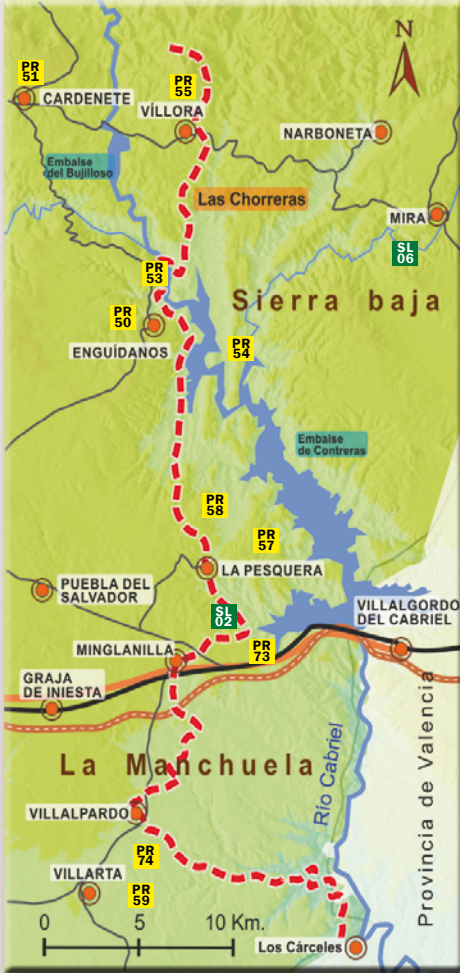 N
PR
51
CARDENETE
PR
55
VÍLLORA
NARBONETA
Embalse
del Bujilloso
Las Chorreras
MIRA
SL
06
PR
53
Sierra baja
PR
50
ENGUÍDANOS
PR
54
Embalse
de Contreras
PR
58
PR
57
LA PESQUERA
PUEBLA DEL
SALVADOR
SL
02
VILLALGORDO
DEL CABRIEL
MINGLANILLA
PR
73
GRAJA
DE INIESTA
La Manchuela
Río Cabriel
Provincia de Valencia
VILLALPARDO
PR
74
VILLARTA
PR
59
0 5 10 Km.
Los Cárceles